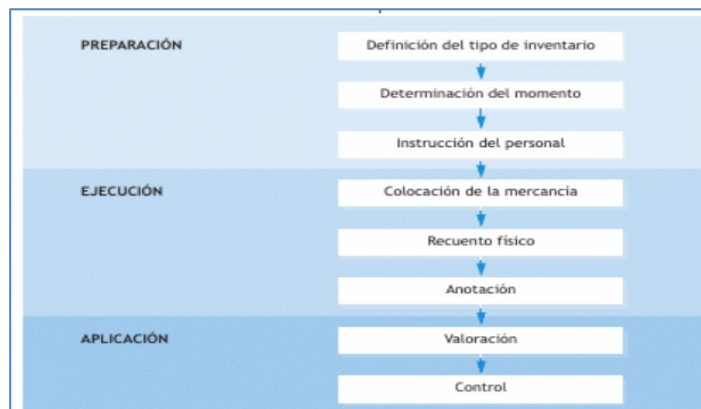 PREPARACIÓN
Definición del tipo de inventario
Determinación del momento
Instrucción del personal
EJECUCIÓN
Colocación de la mercancía
Recuento físico
Anotación
APLICACIÓN
Valoración
Control